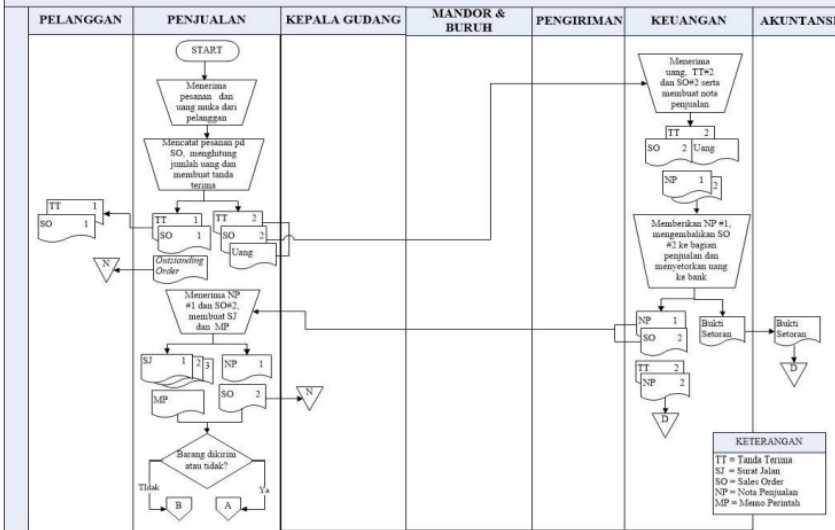 PELANGGAN
PENJUALAN
KEPALA GUDANG
MANDOR &
BURUH
PENGIRIMAN
KEUANGAN
AKUNTANSI
START
Menerima
pesanan dan
uang muka dari
pelanggan
Mencatat pesanan pd
SO, menghitung
jumlah uang dan
membuat tanda
terima
TT 1
SO 1
TT 1
SO 1
TT 2
SO 2
Uang
Outstanding
Order
N
Menerima NP
#1 dan SO#2,
membuat SJ
dan MP
SJ 1
2
3
NP 1
MP
SO 2
N
Barang dikirim
atau tidak?
TIdak
Ya
B
A
Menerima
uang, TT#2
dan SO#2 serta
membuat nota
penjualan
TT 2
SO 2
Uang
NP 1
2
Memberikan NP #1,
mengembalikan SO
#2 ke bagian
penjualan dan
menyetorkan uang
ke bank
NP 1
SO 2
Bukti
Setoran
Bukti
Setoran
D
TT 2
NP 2
D
KETERANGAN
TT = Tanda Terima
SJ = Surat Jalan
SO = Sales Order
NP = Nota Penjualan
MP = Memo Perintah